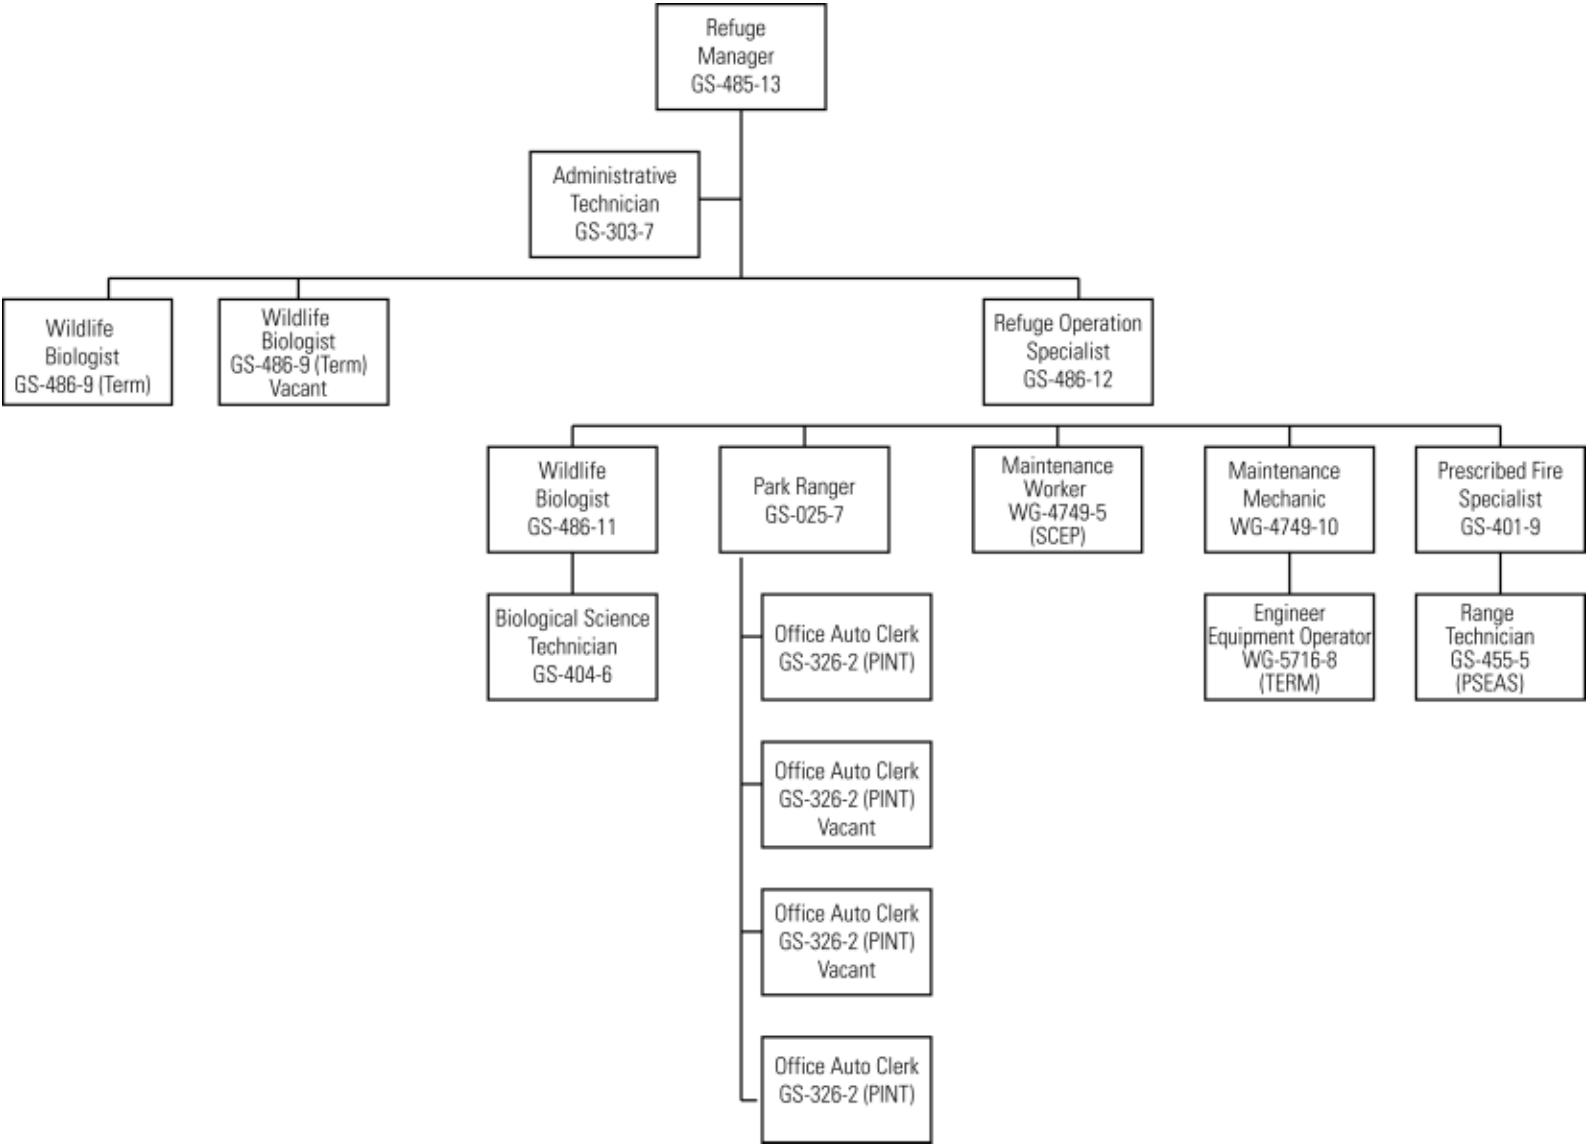 Refuge
Manager
GS-485-13
Administrative
Technician
GS-303-7
Wildlife
Biologist
GS-486-9 (Term)
Wildlife
Biologist
GS-486-9 (Term)
Vacant
Refuge Operation
Specialist
GS-486-12
Wildlife
Biologist
GS-486-11
Park Ranger
GS-025-7
Maintenance
Worker
WG-4749-5
(SCEP)
Maintenance
Mechanic
WG-4749-10
Prescribed Fire
Specialist
GS-401-9
Biological Science
Technician
GS-404-6
Office Auto Clerk
GS-326-2 (PINT)
Engineer
Equipment Operator
WG-5716-8
(TERM)
Range
Technician
GS-455-5
(PSEAS)
Office Auto Clerk
GS-326-2 (PINT)
Vacant
Office Auto Clerk
GS-326-2 (PINT)
Vacant
Office Auto Clerk
GS-326-2 (PINT)